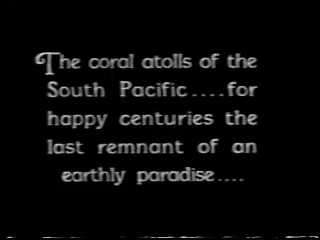 The coral atolls of the
South Pacific....for
happy centuries the
last remnant of an
earthly paradise....